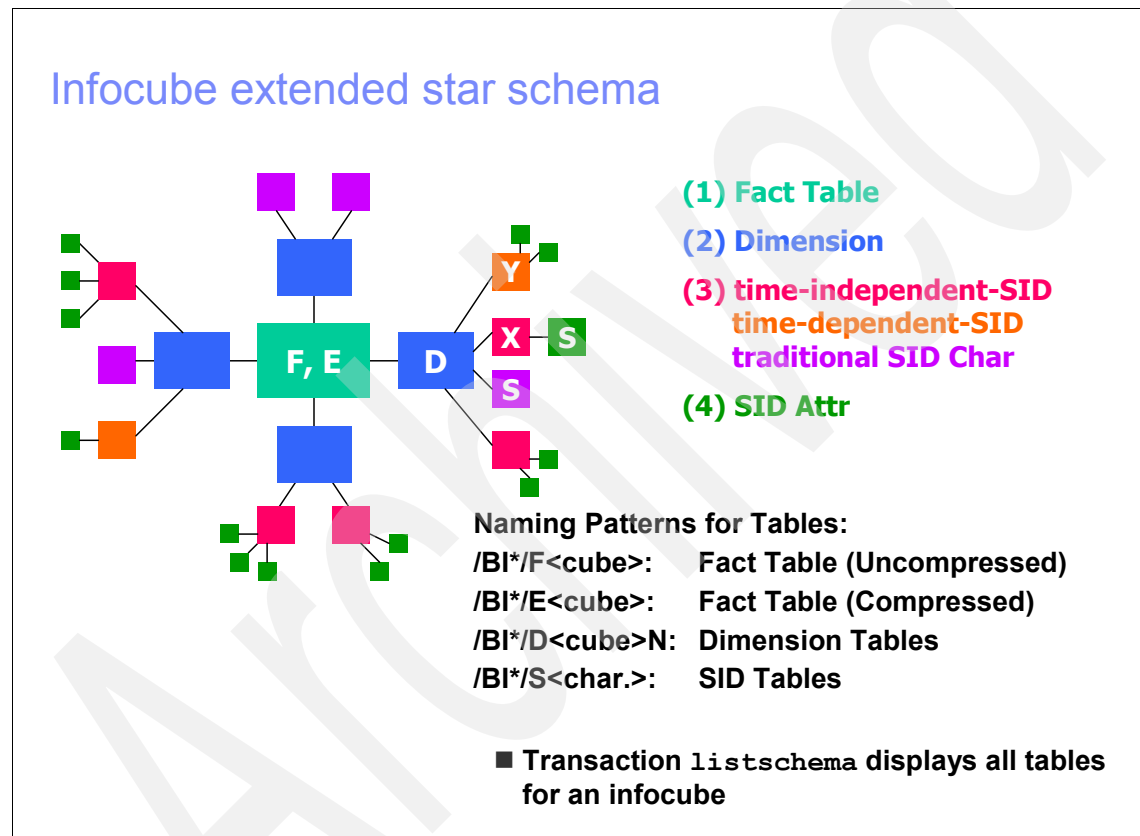 Infocube extended star schema
(1) Fact Table
(2) Dimension
(3) time-independent-SID
time-dependent-SID
traditional SID Char
(4) SID Attr
Y
X
S
F, E
D
S
Naming Patterns for Tables:
/BI*/F<cube>: Fact Table (Uncompressed)
/BI*/E<cube>: Fact Table (Compressed)
/BI*/D<cube>N: Dimension Tables
/BI*/S<char.>: SID Tables
■ Transaction listschema displays all tables
for an infocube
Archived